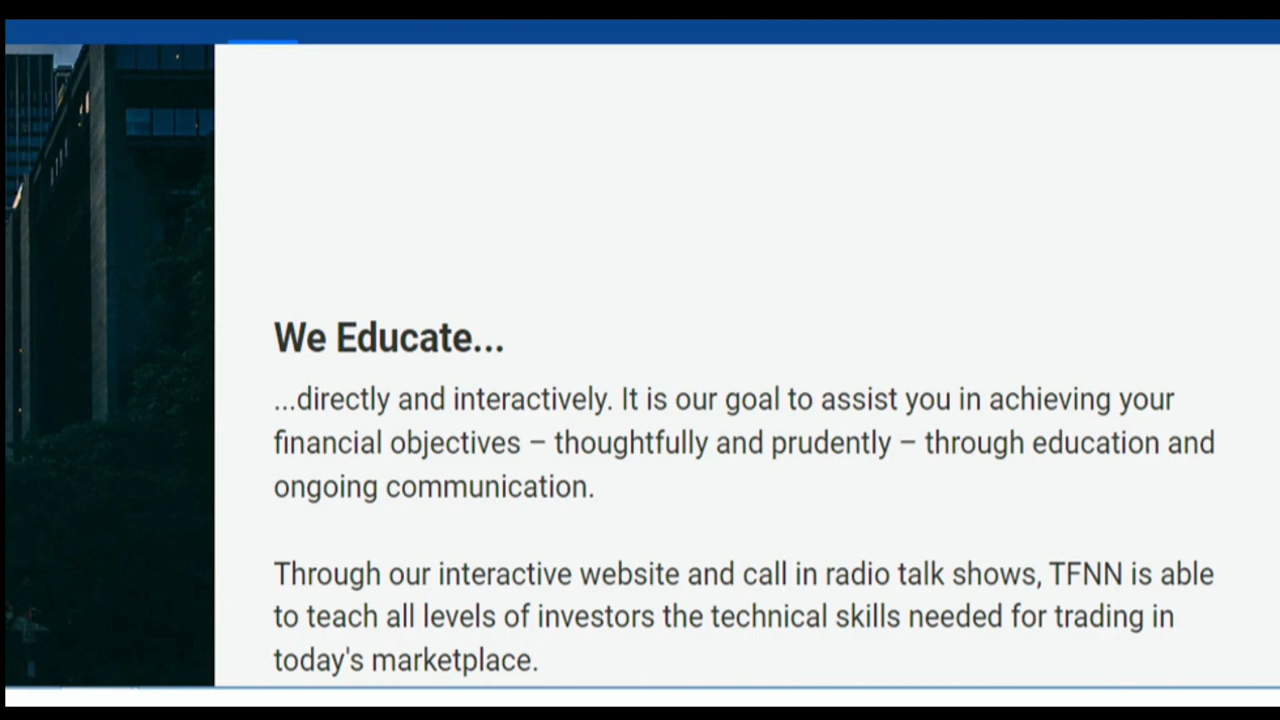 We Educate...
...directly and interactively. It is our goal to assist you in achieving your
financial objectives – thoughtfully and prudently – through education and
ongoing communication.
Through our interactive website and call in radio talk shows, TFNN is able
to teach all levels of investors the technical skills needed for trading in
today's marketplace.